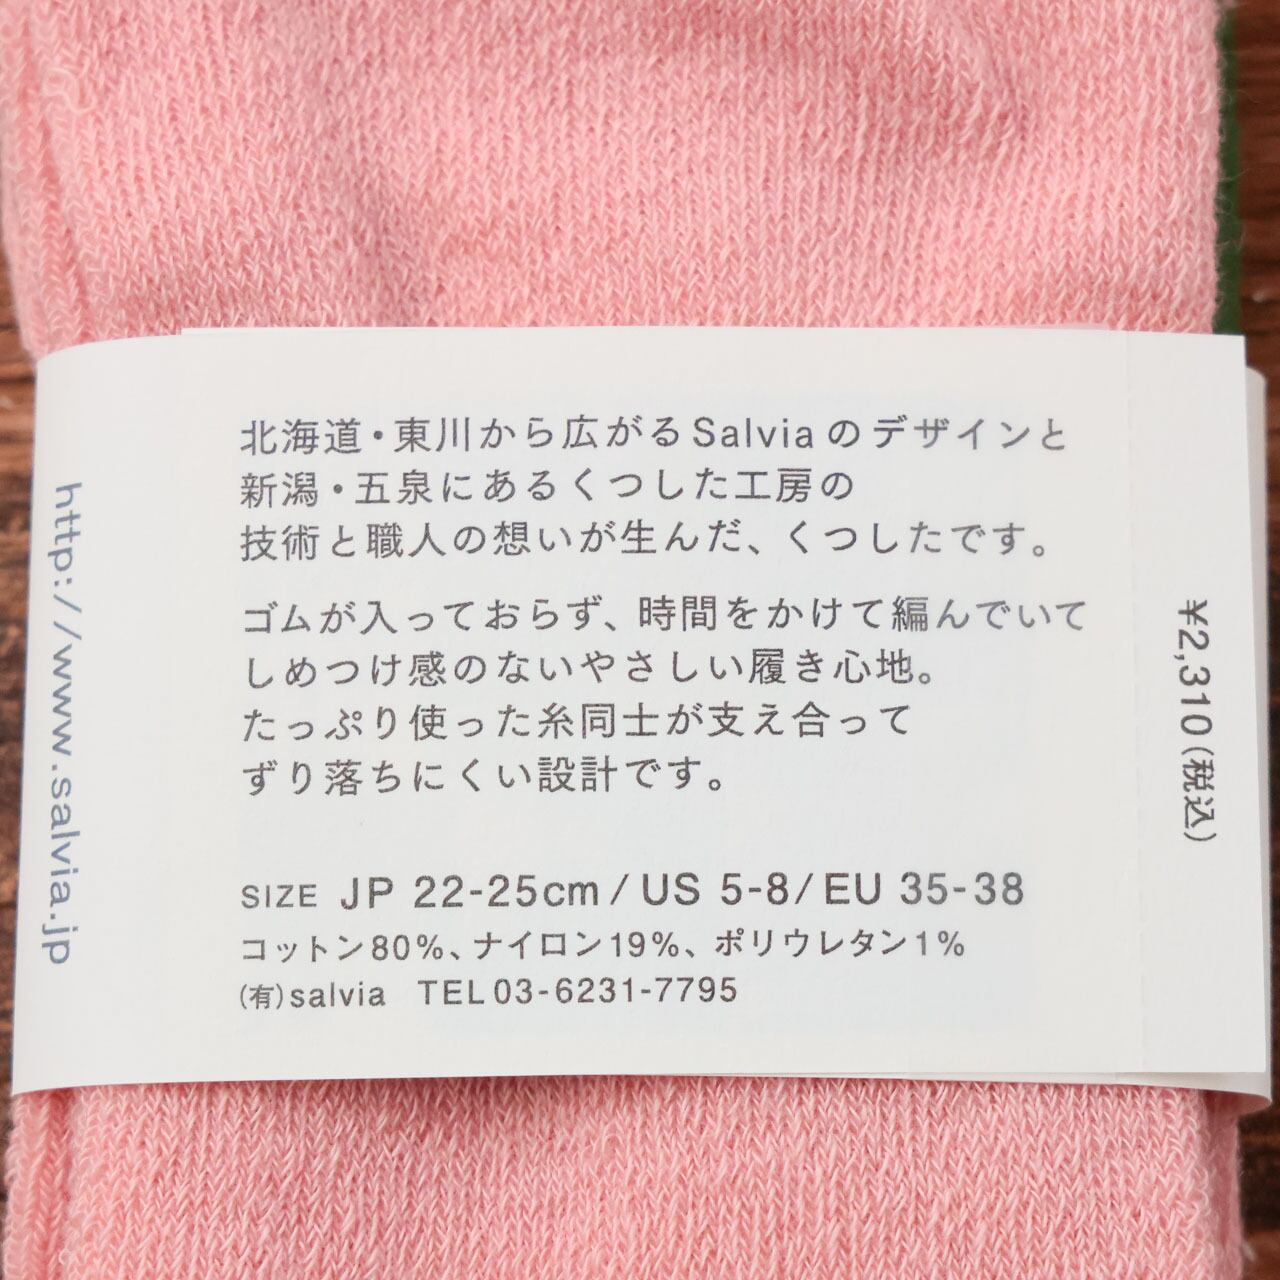 北海道・東川から広がるSalviaのデザインと
新潟・五泉にあるくつした工房の
技術と職人の想いが生んだ、くつしたです。
ゴムが入っておらず、時間をかけて編んでいて
しめつけ感のないやさしい履き心地。
たっぷり使った糸同士が支え合って
ずり落ちにくい設計です。
SIZE JP 22-25cm/US 5-8/EU 35-38
コットン80%、ナイロン19%、ポリウレタン1%
(有)salvia TEL03-6231-7795
http://www.salvia.jp
¥2,310(税込)